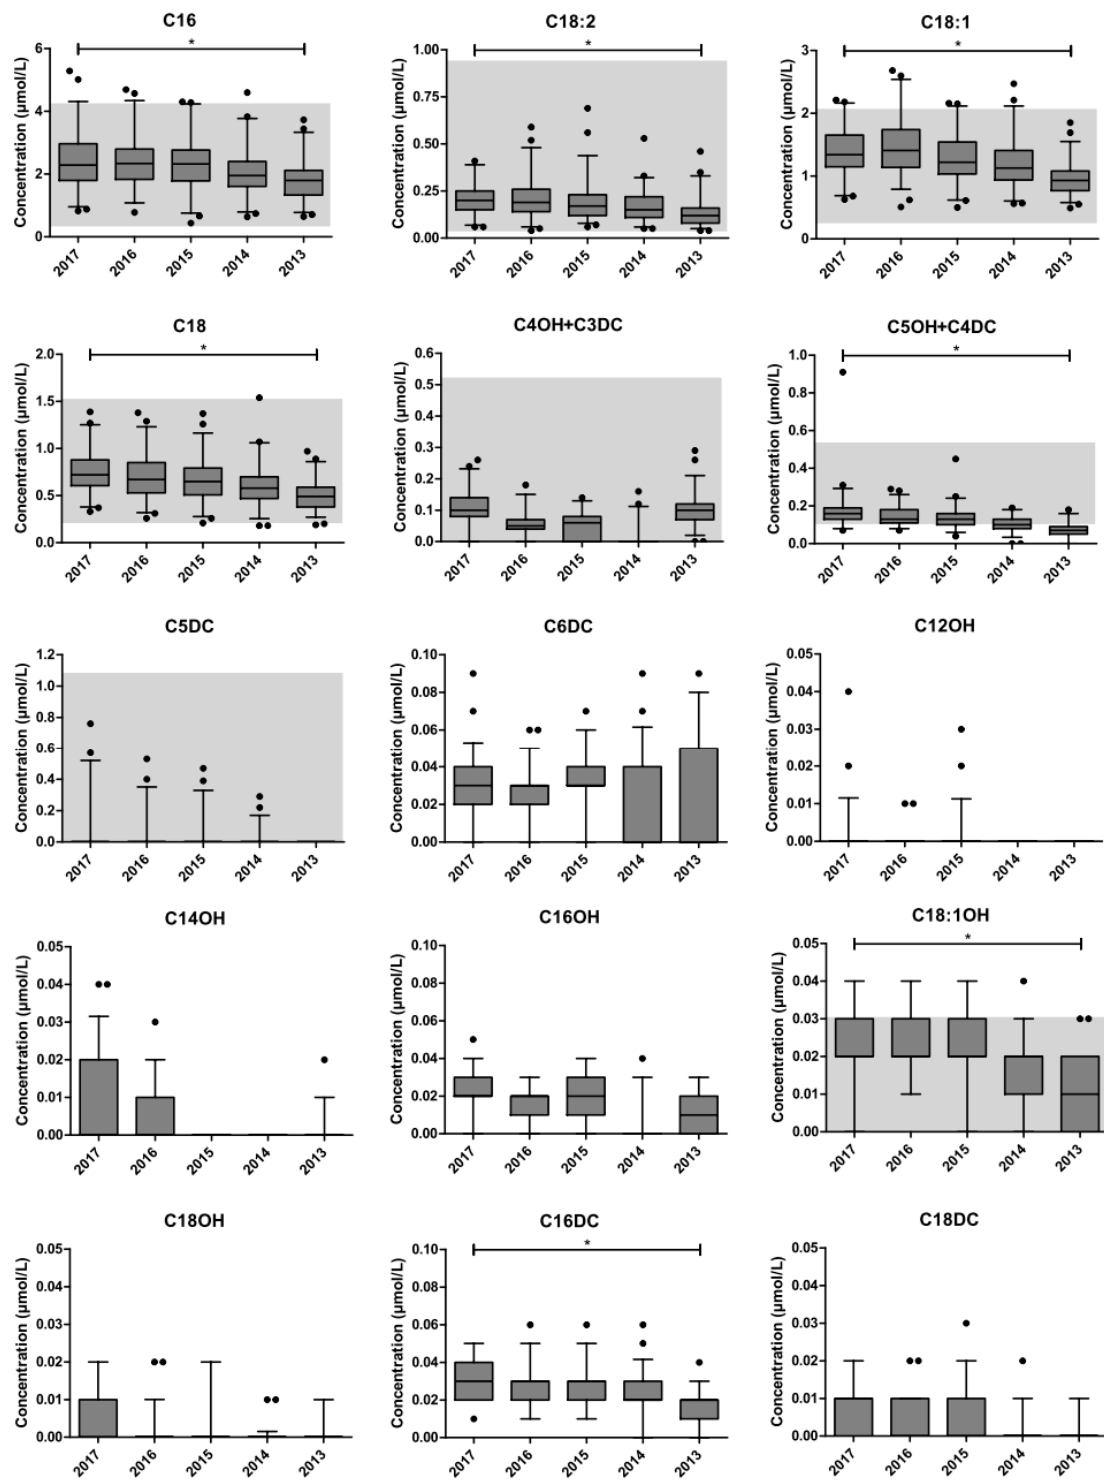 C16
*
Concentration (µmol/L)
6
4
2
0
2017 2016 2015 2014 2013
C18:2
*
Concentration (µmol/L)
1.00
0.75
0.50
0.25
0.00
2017 2016 2015 2014 2013
C18:1
*
Concentration (µmol/L)
3
2
1
0
2017 2016 2015 2014 2013
C18
*
Concentration (µmol/L)
2.0
1.5
1.0
0.5
0.0
2017 2016 2015 2014 2013
C4OH+C3DC
Concentration (µmol/L)
0.6
0.5
0.4
0.3
0.2
0.1
0.0
2017 2016 2015 2014 2013
C5OH+C4DC
*
Concentration (µmol/L)
1.0
0.8
0.6
0.4
0.2
0.0
2017 2016 2015 2014 2013
C5DC
Concentration (µmol/L)
1.2
1.0
0.8
0.6
0.4
0.2
0.0
2017 2016 2015 2014 2013
C6DC
Concentration (µmol/L)
0.10
0.08
0.06
0.04
0.02
0.00
2017 2016 2015 2014 2013
C12OH
Concentration (µmol/L)
0.05
0.04
0.03
0.02
0.01
0.00
2017 2016 2015 2014 2013
C14OH
Concentration (µmol/L)
0.05
0.04
0.03
0.02
0.01
0.00
2017 2016 2015 2014 2013
C16OH
Concentration (µmol/L)
0.10
0.08
0.06
0.04
0.02
0.00
2017 2016 2015 2014 2013
C18:1OH
*
Concentration (µmol/L)
0.05
0.04
0.03
0.02
0.01
0.00
2017 2016 2015 2014 2013
C18OH
Concentration (µmol/L)
0.05
0.04
0.03
0.02
0.01
0.00
2017 2016 2015 2014 2013
C16DC
*
Concentration (µmol/L)
0.10
0.08
0.06
0.04
0.02
0.00
2017 2016 2015 2014 2013
C18DC
Concentration (µmol/L)
0.05
0.04
0.03
0.02
0.01
0.00
2017 2016 2015 2014 2013